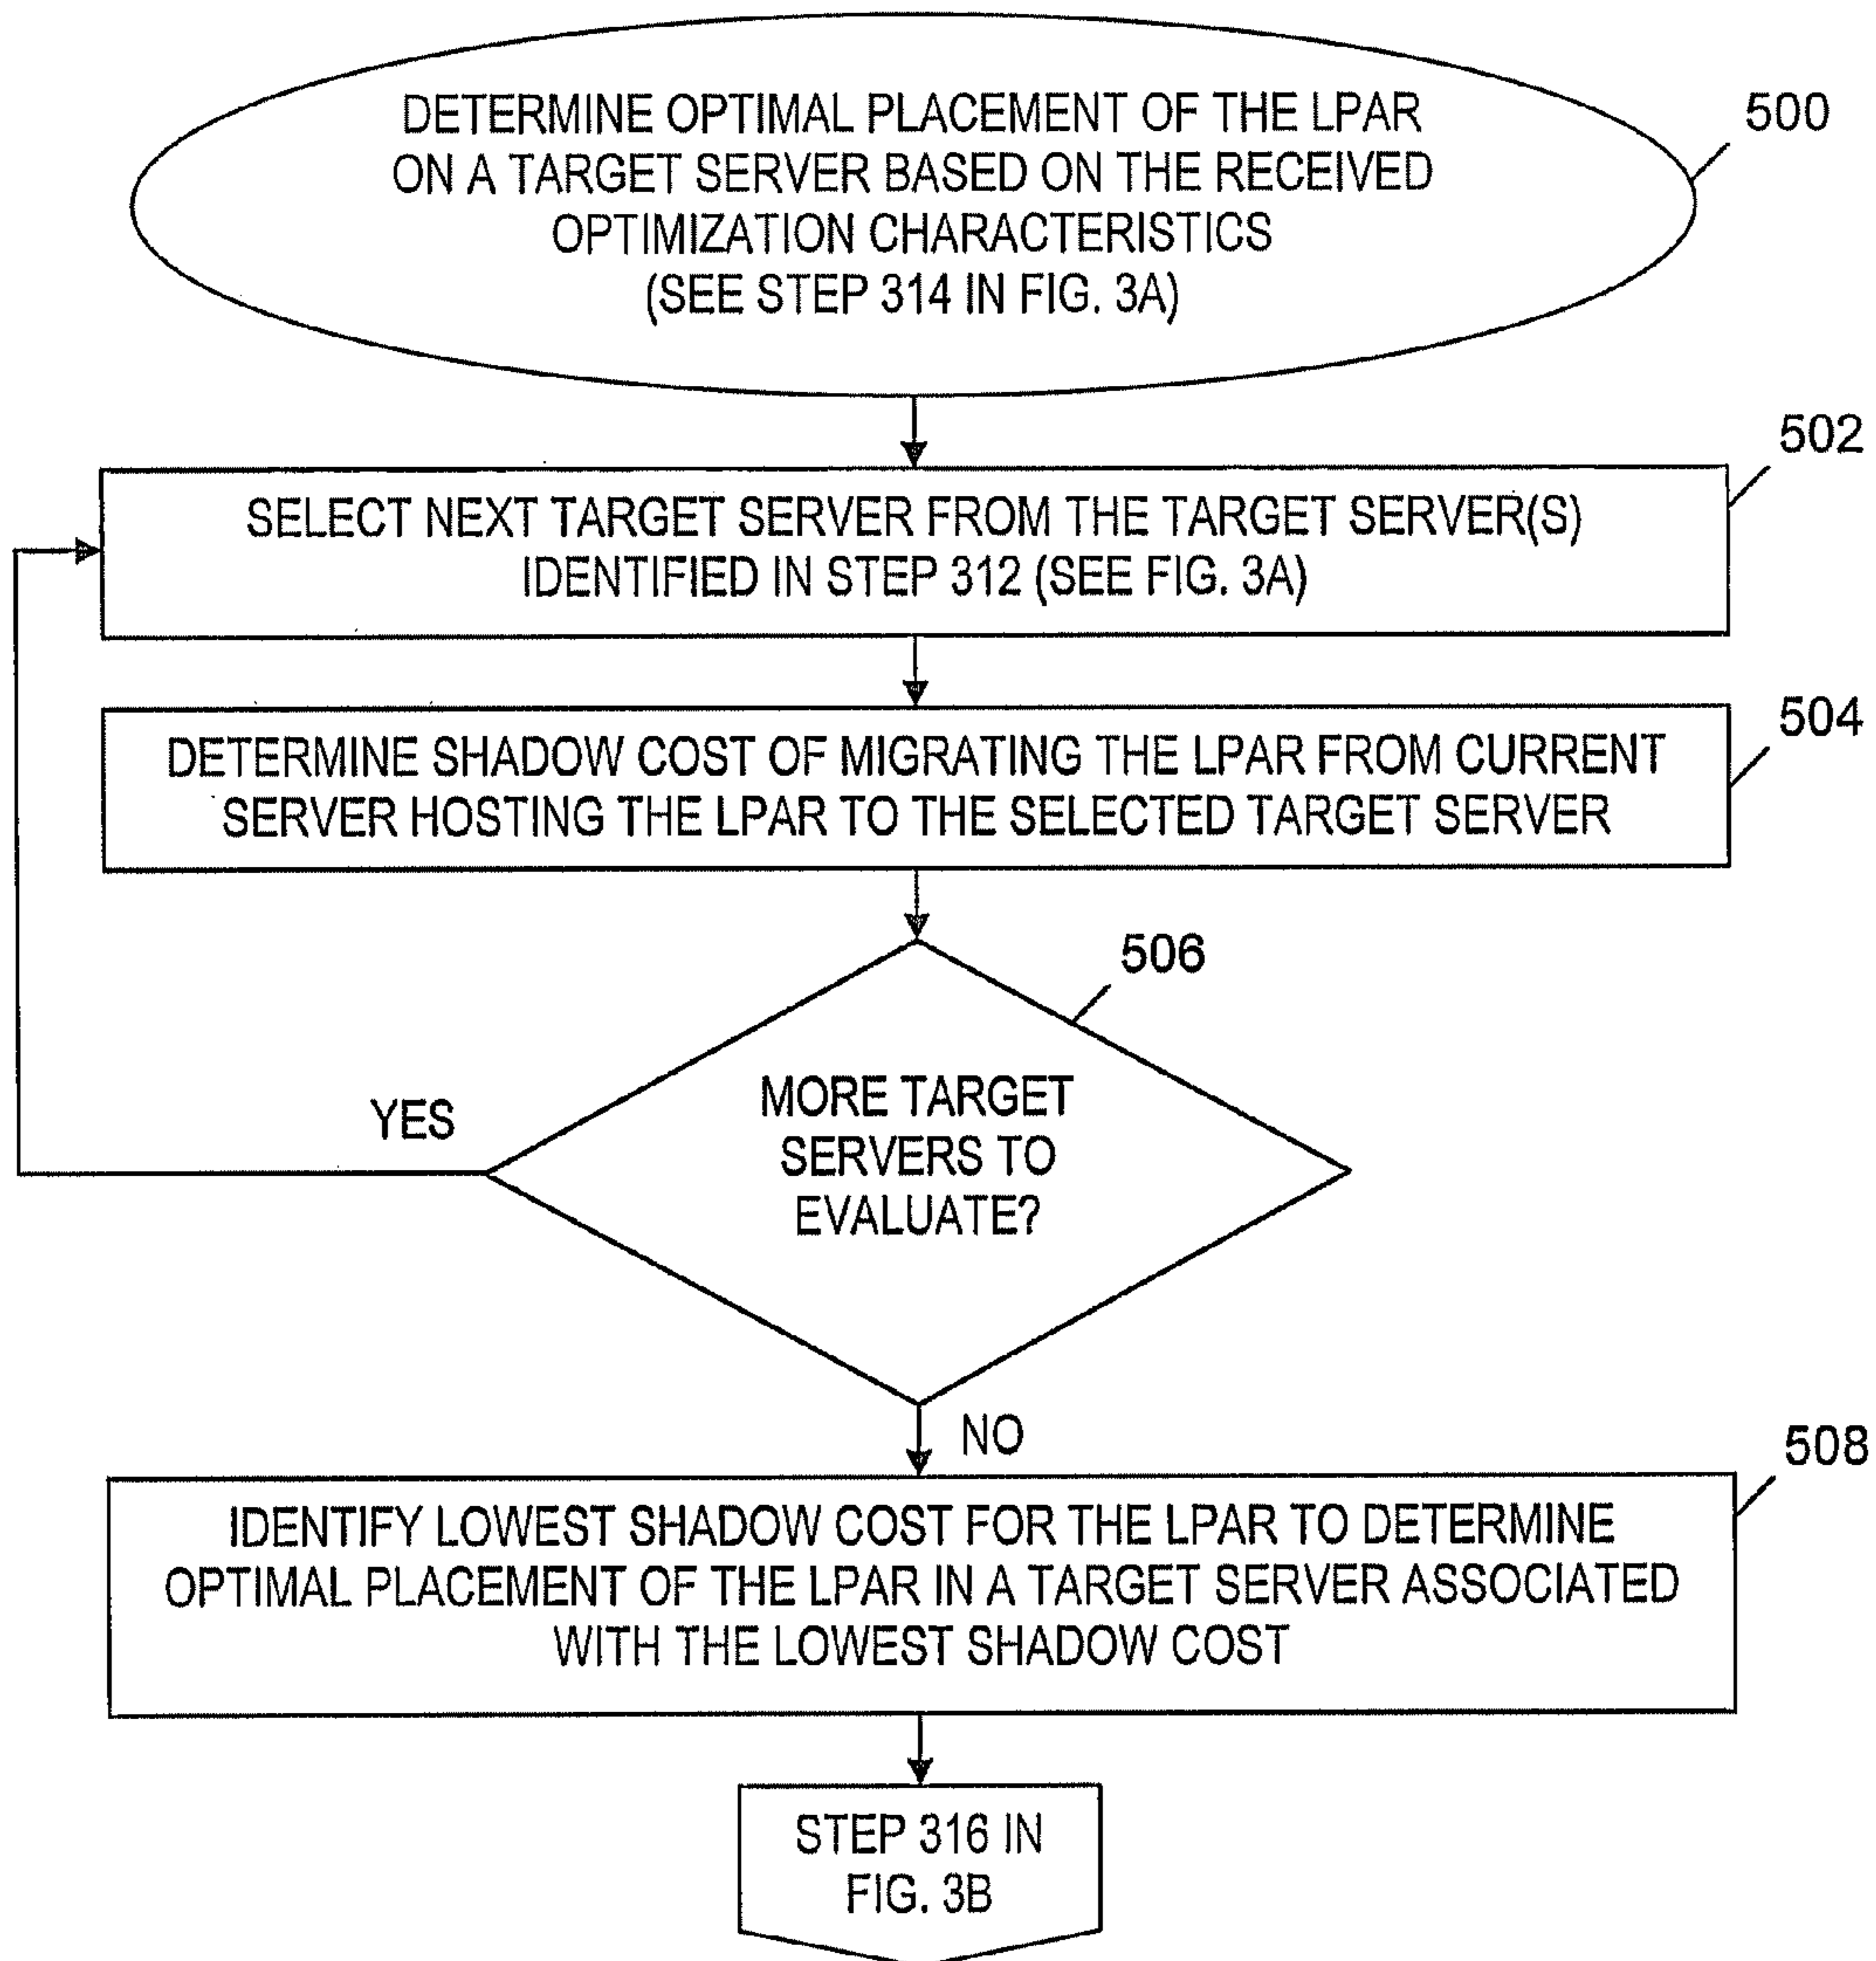 DETERMINE OPTIMAL PLACEMENT OF THE LPAR
ON A TARGET SERVER BASED ON THE RECEIVED
OPTIMIZATION CHARACTERISTICS
(SEE STEP 314 IN FIG. 3A)
500
502
SELECT NEXT TARGET SERVER FROM THE TARGET SERVER(S)
IDENTIFIED IN STEP 312 (SEE FIG. 3A)
504
DETERMINE SHADOW COST OF MIGRATING THE LPAR FROM CURRENT
SERVER HOSTING THE LPAR TO THE SELECTED TARGET SERVER
506
MORE TARGET
SERVERS TO
EVALUATE?
YES
NO
508
IDENTIFY LOWEST SHADOW COST FOR THE LPAR TO DETERMINE
OPTIMAL PLACEMENT OF THE LPAR IN A TARGET SERVER ASSOCIATED
WITH THE LOWEST SHADOW COST
STEP 316 IN
FIG. 3B